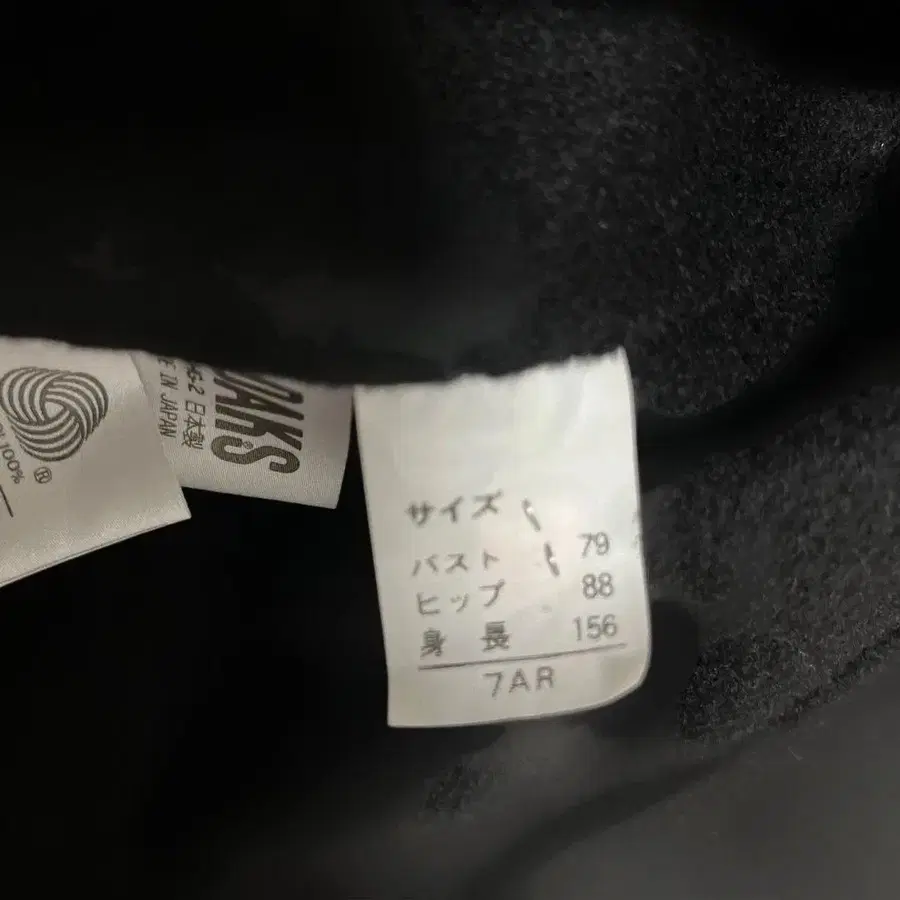 100%
®
DAKS
日本製
IN JAPAN
サイズ
バスト 79
ヒップ 88
身 長 156
7AR